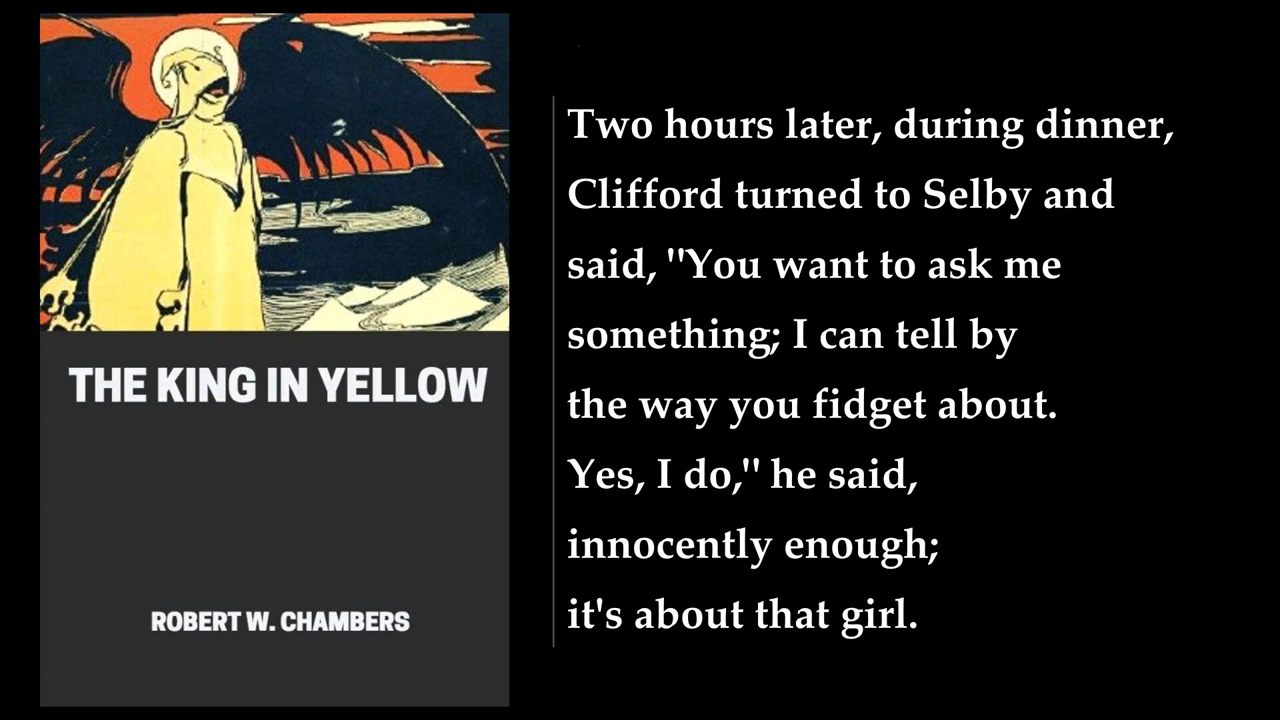 THE KING IN YELLOW
ROBERT W. CHAMBERS
Two hours later, during dinner,
Clifford turned to Selby and
said, "You want to ask me
something; I can tell by
the way you fidget about.
Yes, I do," he said,
innocently enough;
it's about that girl.